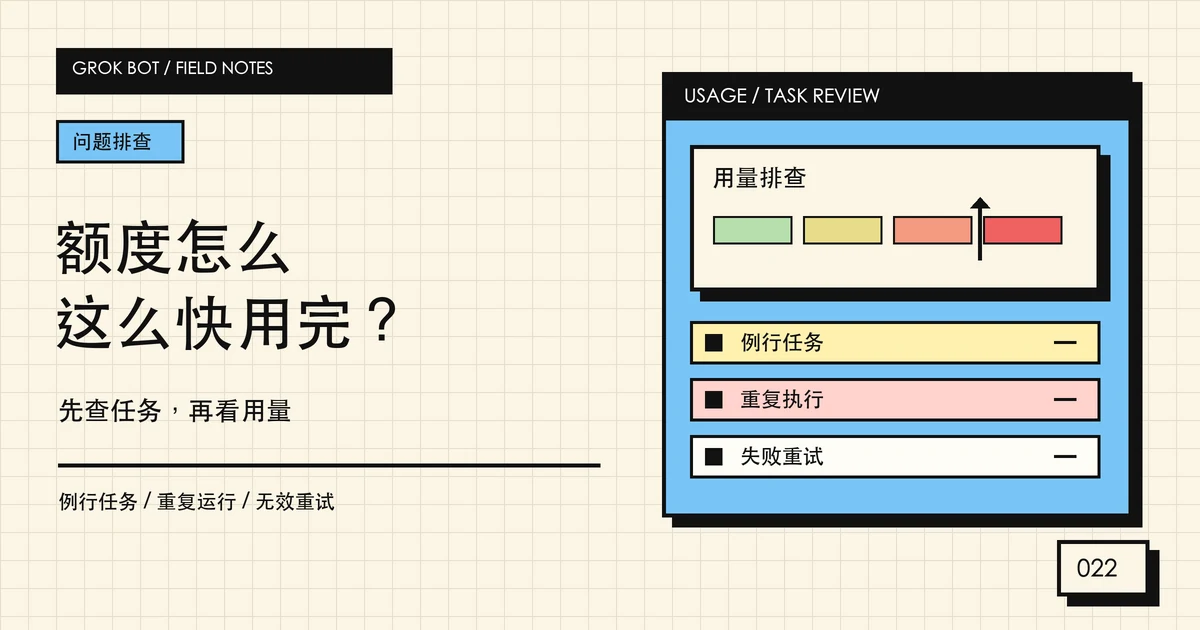 GROK BOT / FIELD NOTES
问题排查
额度怎么
这么快用完？
先查任务，再看用量
例行任务 / 重复运行 / 无效重试
USAGE / TASK REVIEW
用量排查
例行任务
重复执行
失败重试
022